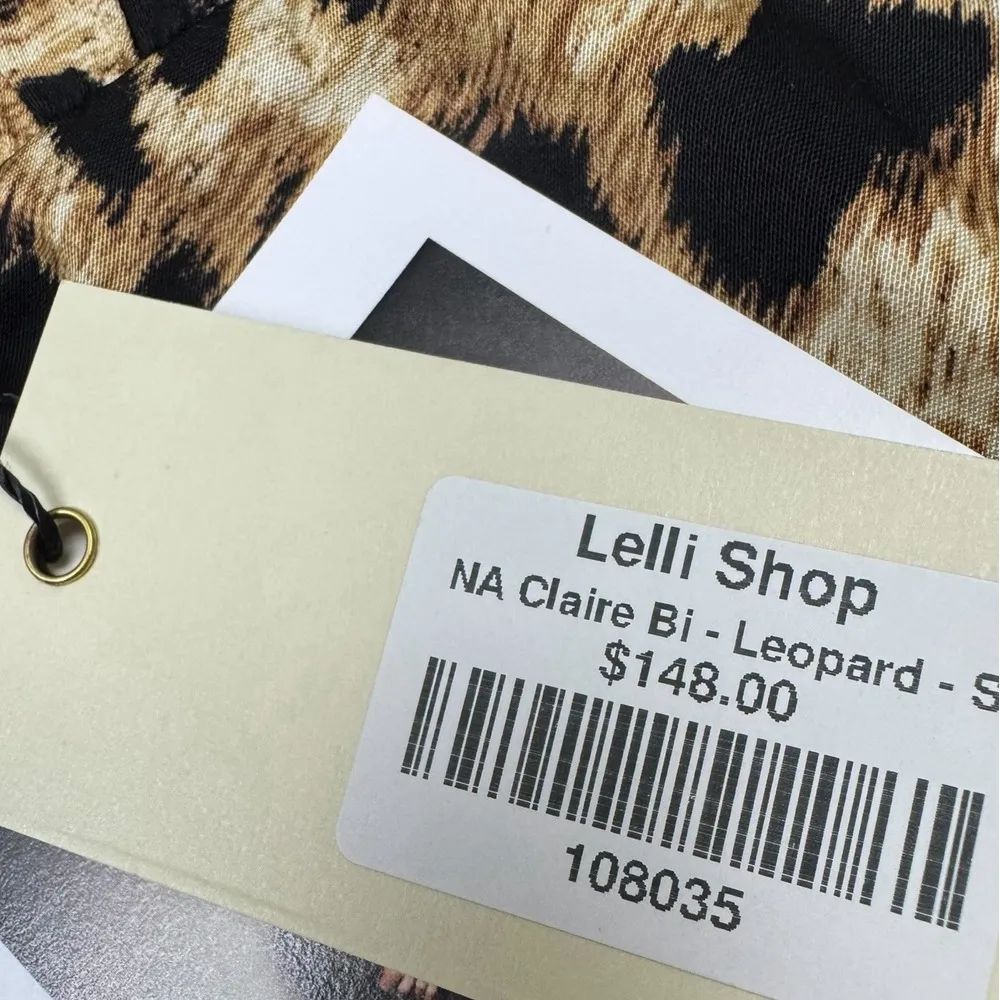 Lelli Shop
NA Claire Bi - Leopard - S
$148.00
108035